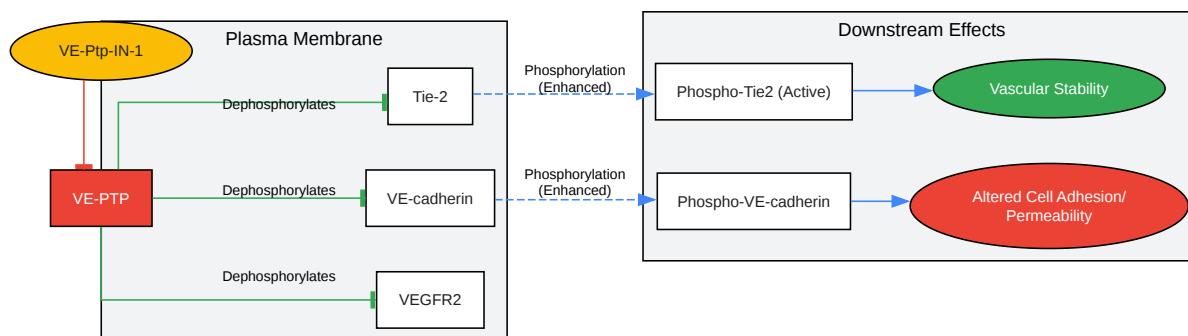 VE-Ptp-IN-1
Plasma Membrane
Downstream Effects
Dephosphorylates
Tie-2
Phosphorylation
(Enhanced)
Phospho-Tie2 (Active)
Vascular Stability
VE-PTP
Dephosphorylates
VE-cadherin
Phosphorylation
(Enhanced)
Phospho-VE-cadherin
Altered Cell Adhesion/
Permeability
Dephosphorylates
VEGFR2